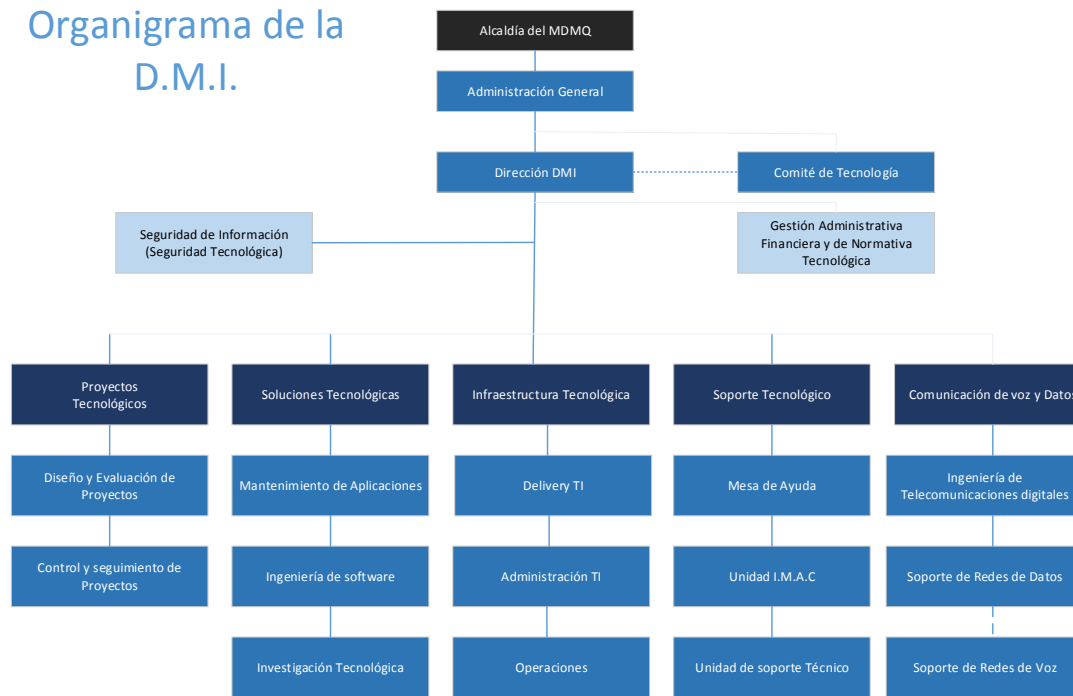 Organigrama de la
D.M.I.
Alcaldía del MDMQ
Administración General
Dirección DMI
Comité de Tecnología
Seguridad de Información
(Seguridad Tecnológica)
Gestión Administrativa
Financiera y de Normativa
Tecnológica
Proyectos
Tecnológicos
Soluciones Tecnológicas
Infraestructura Tecnológica
Soporte Tecnológico
Comunicación de voz y Datos
Diseño y Evaluación de
Proyectos
Mantenimiento de Aplicaciones
Delivery TI
Mesa de Ayuda
Ingeniería de
Telecomunicaciones digitales
Control y seguimiento de
Proyectos
Ingeniería de software
Administración TI
Unidad I.M.A.C
Soporte de Redes de Datos
Investigación Tecnológica
Operaciones
Unidad de soporte Técnico
Soporte de Redes de Voz